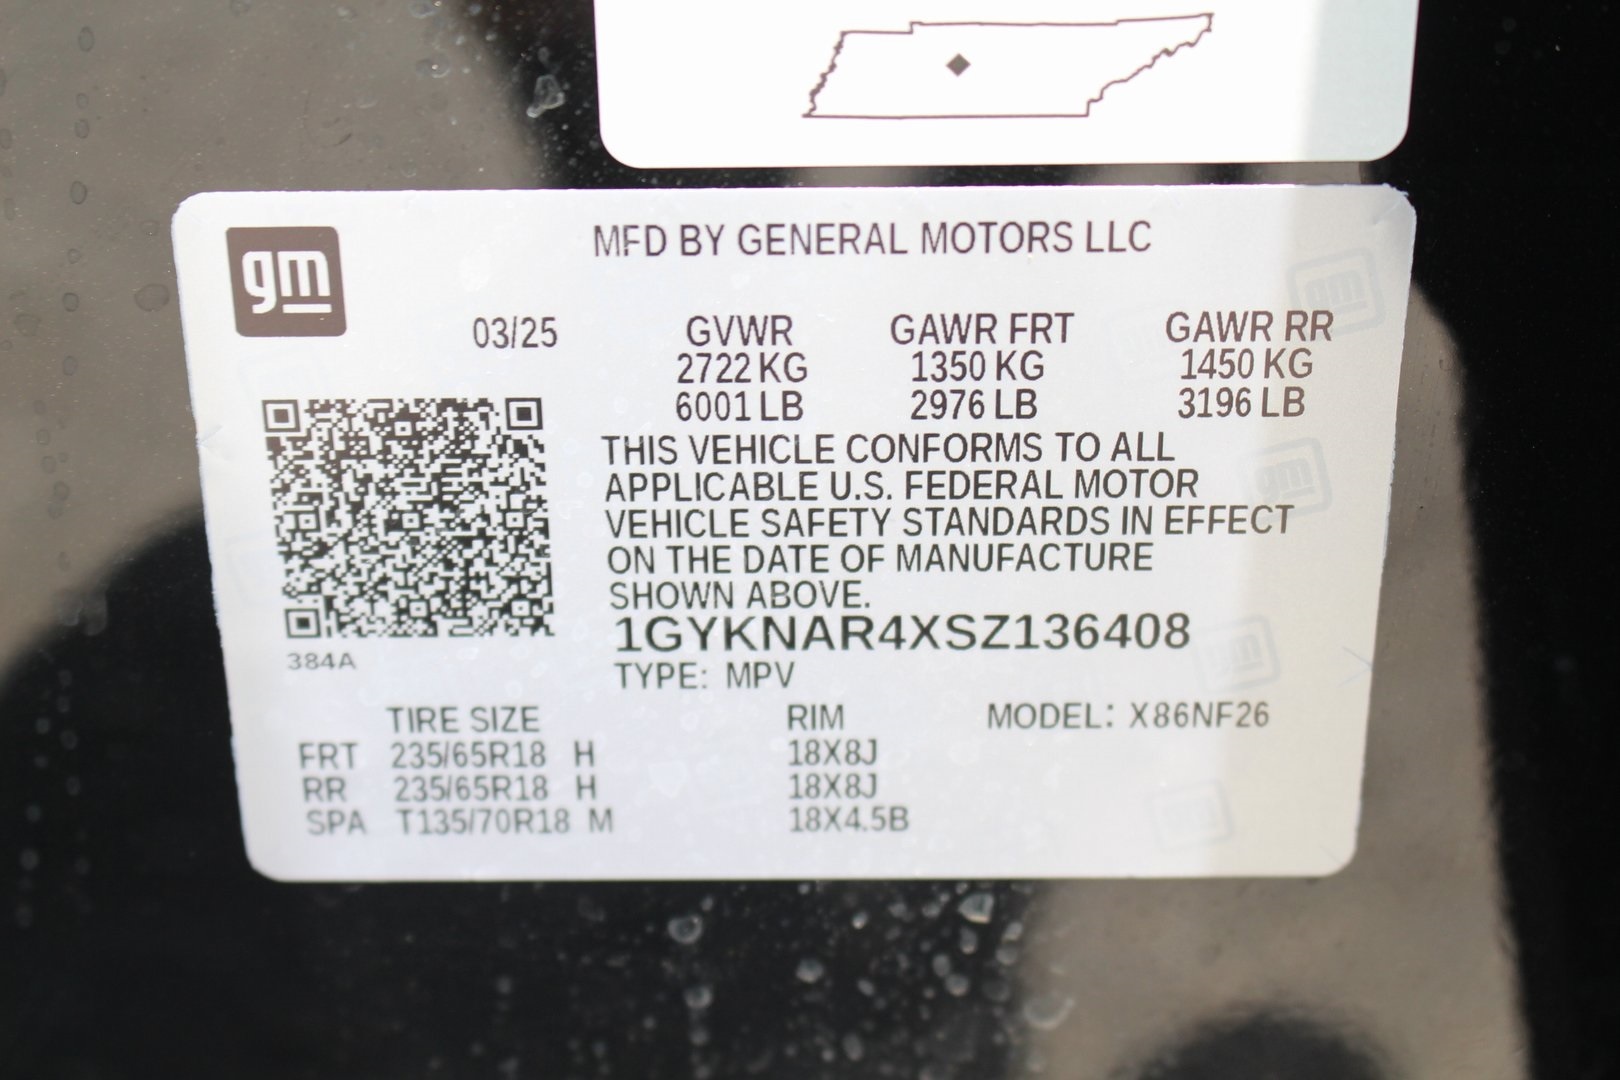 gm
MFD BY GENERAL MOTORS LLC
03/25 GVWR GAWR FRT GAWR RR
2722 KG 1350 KG 1450 KG
6001 LB 2976 LB 3196 LB
THIS VEHICLE CONFORMS TO ALL
APPLICABLE U.S. FEDERAL MOTOR
VEHICLE SAFETY STANDARDS IN EFFECT
ON THE DATE OF MANUFACTURE
SHOWN ABOVE.
1GYKNAR4XSZ136408
384A
TYPE: MPV
TIRE SIZE RIM MODEL: X86NF26
FRT 235/65R18 H 18X8J
RR 235/65R18 H 18X8J
SPA T135/70R18 M 18X4.5B